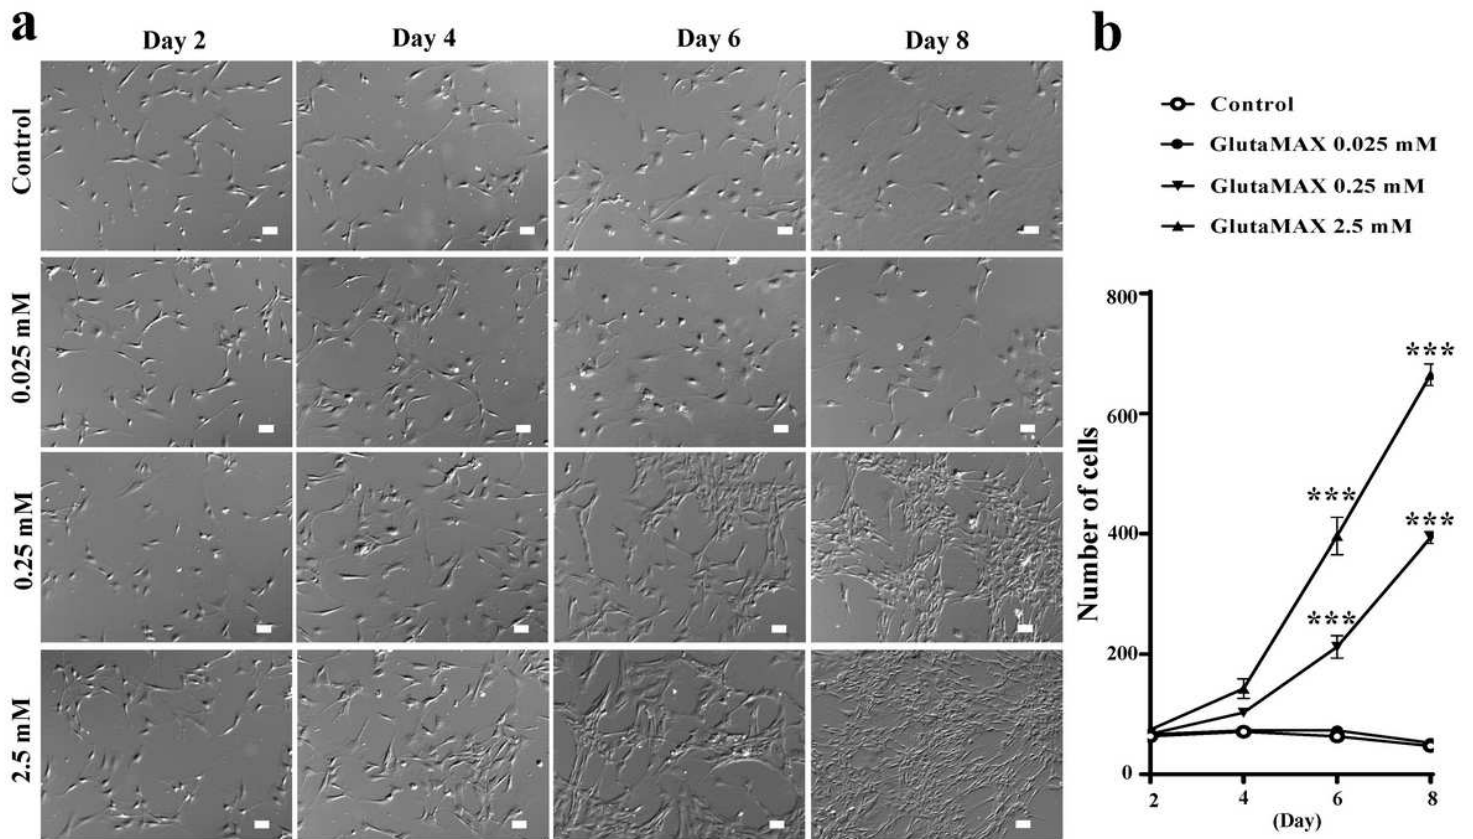 a
Day 2
Day 4
Day 6
Day 8
Control
0.025 mM
0.25 mM
2.5 mM
b
Control
GlutaMAX 0.025 mM
GlutaMAX 0.25 mM
GlutaMAX 2.5 mM
Number of cells
800
600
400
200
0
***
***
***
***
2
4
6
8
(Day)